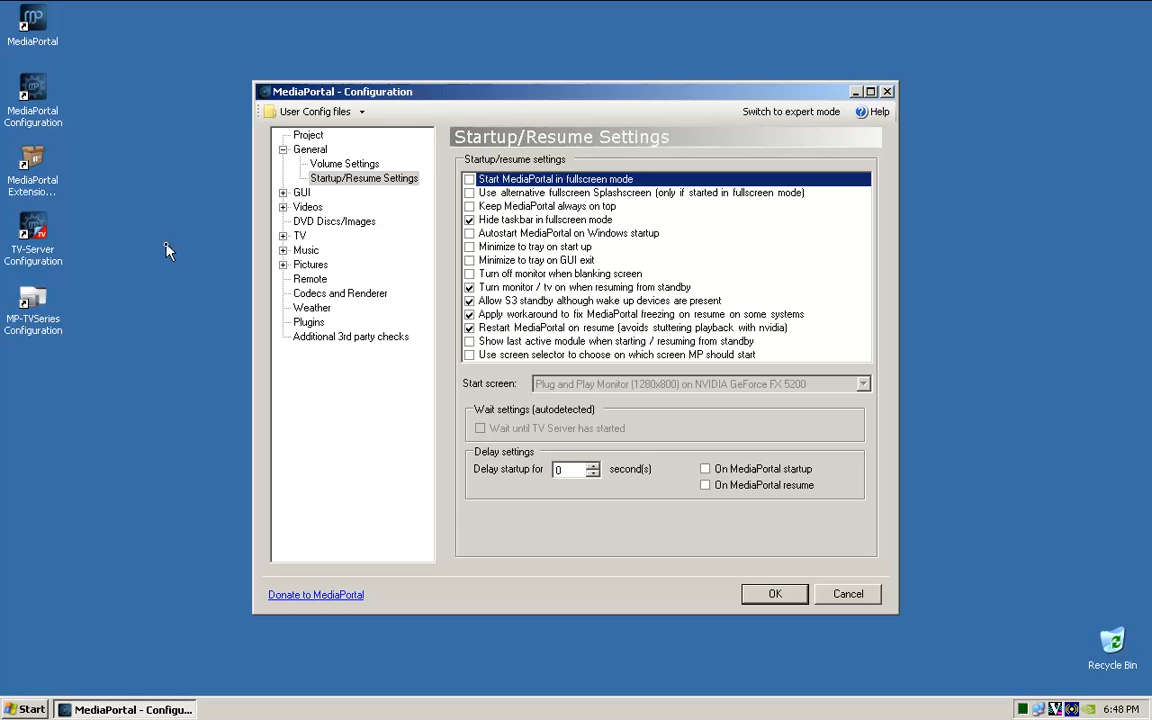 MediaPortal
MediaPortal
Configuration
MediaPortal
Extensio...
TV-Server
Configuration
MP-TVSeries
Configuration
MediaPortal - Configuration
User Config files
Switch to expert mode
Help
Project
General
Volume Settings
Startup/Resume Settings
GUI
Videos
DVD Discs/Images
TV
Music
Pictures
Remote
Codecs and Renderer
Weather
Plugins
Additional 3rd party checks
Startup/Resume Settings
Startup/resume settings
Start MediaPortal in fullscreen mode
Use alternative fullscreen Splashscreen (only if started in fullscreen mode)
Keep MediaPortal always on top
Hide taskbar in fullscreen mode
Autostart MediaPortal on Windows startup
Minimize to tray on start up
Minimize to tray on GUI exit
Turn off monitor when blanking screen
Turn monitor / tv on when resuming from standby
Allow S3 standby although wake up devices are present
Apply workaround to fix MediaPortal freezing on resume on some systems
Restart MediaPortal on resume (avoids stuttering playback with nvidia)
Show last active module when starting / resuming from standby
Use screen selector to choose on which screen MP should start
Start screen: Plug and Play Monitor (1280x800) on NVIDIA GeForce FX 5200
Wait settings (autodetected)
Wait until TV Server has started
Delay settings
Delay startup for 0 second(s) On MediaPortal startup
On MediaPortal resume
Donate to MediaPortal
OK
Cancel
Recycle Bin
Start
MediaPortal - Configu...
6:48 PM